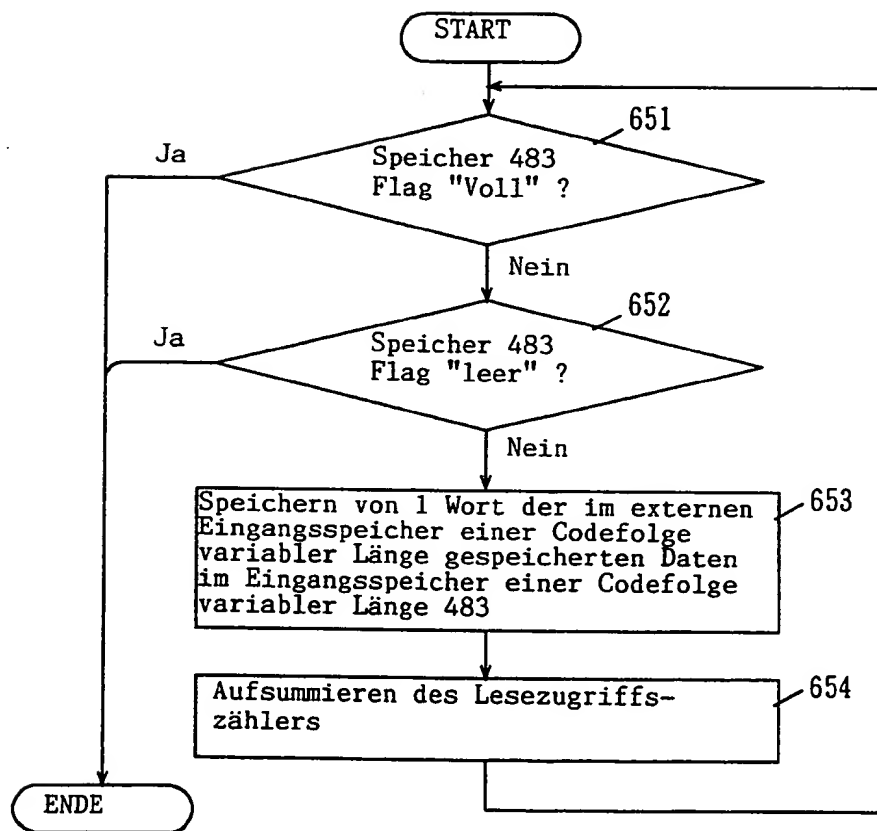 START
651
Ja
Speicher 483
Flag "Voll" ?
Nein
652
Ja
Speicher 483
Flag "leer" ?
Nein
653
Speichern von 1 Wort der im externen
Eingangsspeicher einer Codefolge
variabler Länge gespeicherten Daten
im Eingangsspeicher einer Codefolge
variabler Länge 483
654
Aufsummieren des Lesezugriffs-
zählers
ENDE